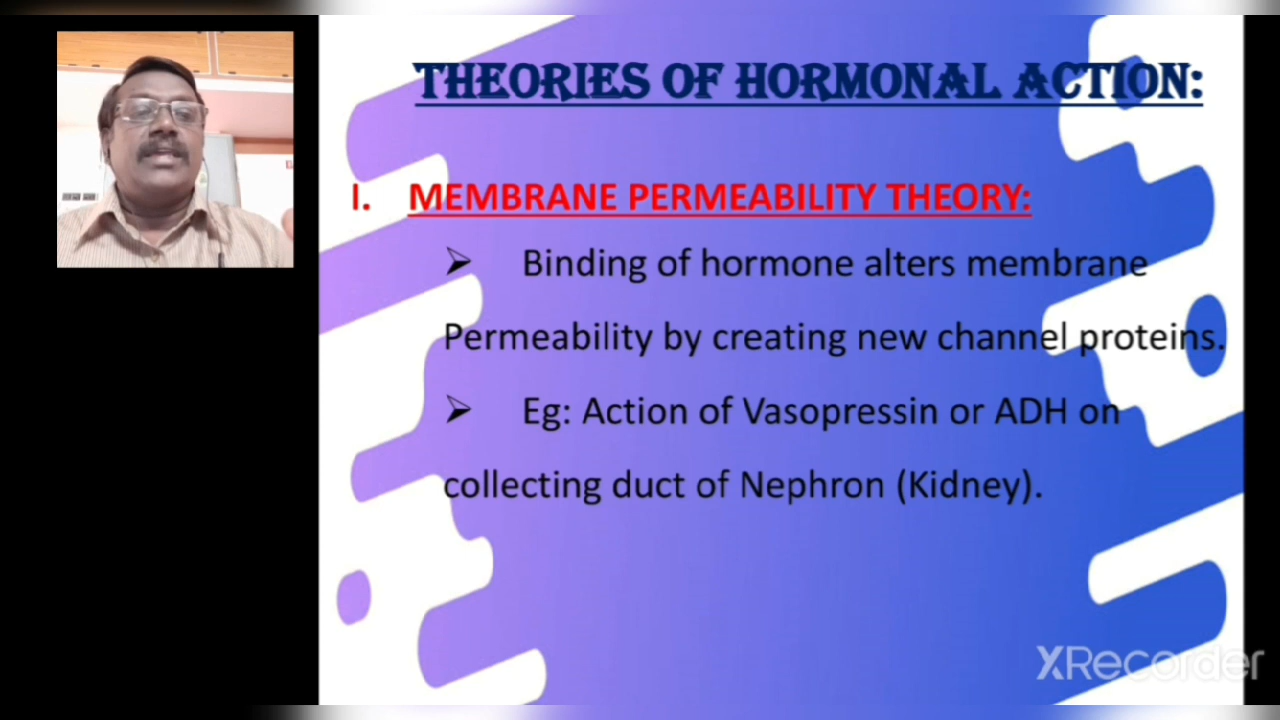 THEORIES OF HORMONAL ACTION:
I. MEMBRANE PERMEABILITY THEORY:
➢ Binding of hormone alters membrane
Permeability by creating new channel proteins.
➢ Eg: Action of Vasopressin or ADH on
collecting duct of Nephron (Kidney).
XRecorder